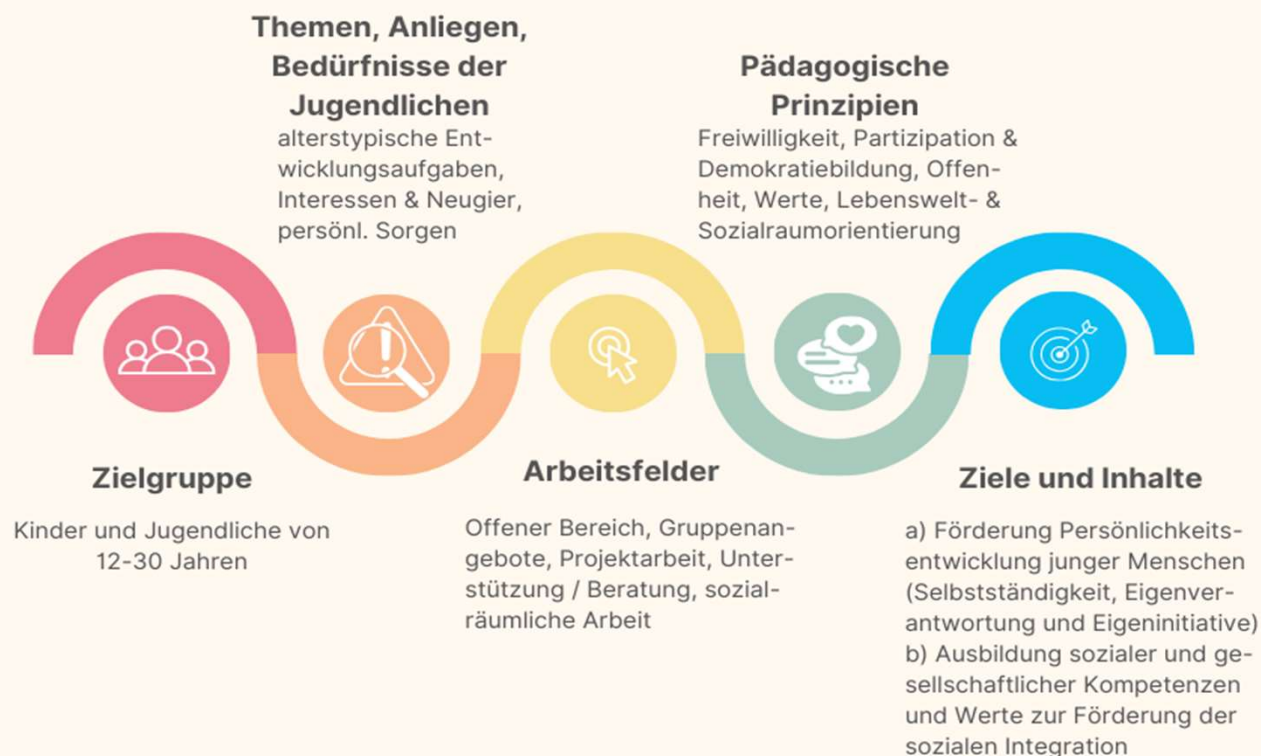 Themen, Anliegen,
Bedürfnisse der
Jugendlichen
alterstypische Ent-
wicklungsaufgaben,
Interessen & Neugier,
persönl. Sorgen
Pädagogische
Prinzipien
Freiwilligkeit, Partizipation &
Demokratiebildung, Offen-
heit, Werte, Lebenswelt- &
Sozialraumorientierung
Zielgruppe
Kinder und Jugendliche von
12-30 Jahren
Arbeitsfelder
Offener Bereich, Gruppenan-
gebote, Projektarbeit, Unter-
stützung / Beratung, sozial-
räumliche Arbeit
Ziele und Inhalte
a) Förderung Persönlichkeits-
entwicklung junger Menschen
(Selbstständigkeit, Eigenver-
antwortung und Eigeninitiative)
b) Ausbildung sozialer und ge-
sellschaftlicher Kompetenzen
und Werte zur Förderung der
sozialen Integration